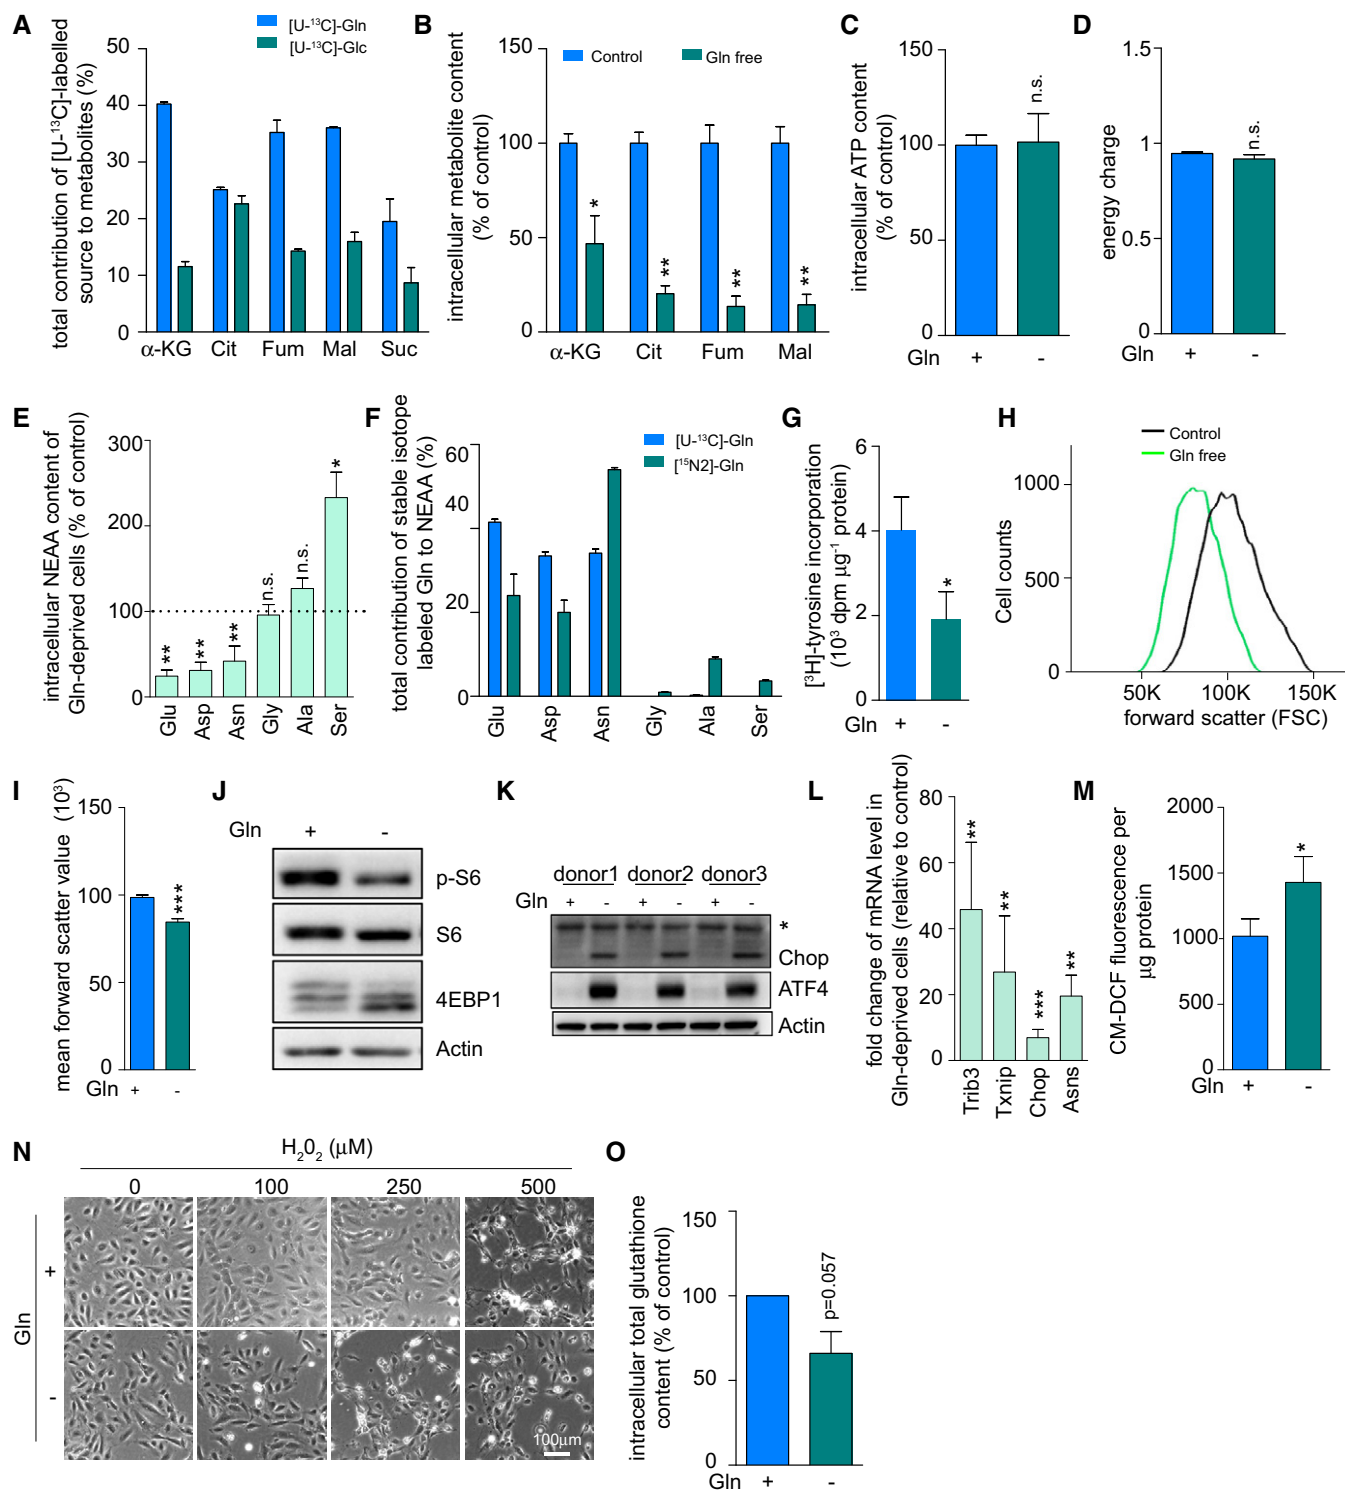 A
total contribution of [U-¹³C]-labelled
source to metabolites (%)
[U-¹³C]-Gln
[U-¹³C]-Glc
50
40
30
20
10
0
α-KG Cit Fum Mal Suc
B
intracellular metabolite content
(% of control)
Control
Gln free
150
100
50
0
* ** ** **
α-KG Cit Fum Mal
C
intracellular ATP content
(% of control)
150
100
50
0
n.s.
Gln + -
D
energy charge
1.5
1
0.5
0
n.s.
Gln + -
E
intracellular NEAA content of
Gln-deprived cells (% of control)
300
200
100
0
** ** ** n.s. n.s. *
Glu Asp Asn Gly Ala Ser
F
total contribution of stable isotope
labeled Gln to NEAA (%)
[U-¹³C]-Gln
[¹⁵N2]-Gln
60
40
20
0
Glu Asp Asn Gly Ala Ser
G
[³H]-tyrosine incorporation
(10³ dpm µg⁻¹ protein)
6
4
2
0
*
Gln + -
H
Control
Gln free
Cell counts
1000
500
0
50K 100K 150K
forward scatter (FSC)
I
mean forward scatter value (10³)
150
100
50
0
***
Gln + -
J
Gln + -
p-S6
S6
4EBP1
Actin
K
donor1 donor2 donor3
Gln + - + - + -
*
Chop
ATF4
Actin
L
fold change of mRNA level in
Gln-deprived cells (relative to control)
80
60
40
20
0
** ** *** **
Trib3 Txnip Chop Asns
M
CM-DCF fluorescence per
µg protein
2000
1500
1000
500
0
*
Gln + -
N
H₂0₂ (µM)
0 100 250 500
Gln
+
-
100µm
O
intracellular total glutathione
content (% of control)
150
100
50
0
p=0.057
Gln + -